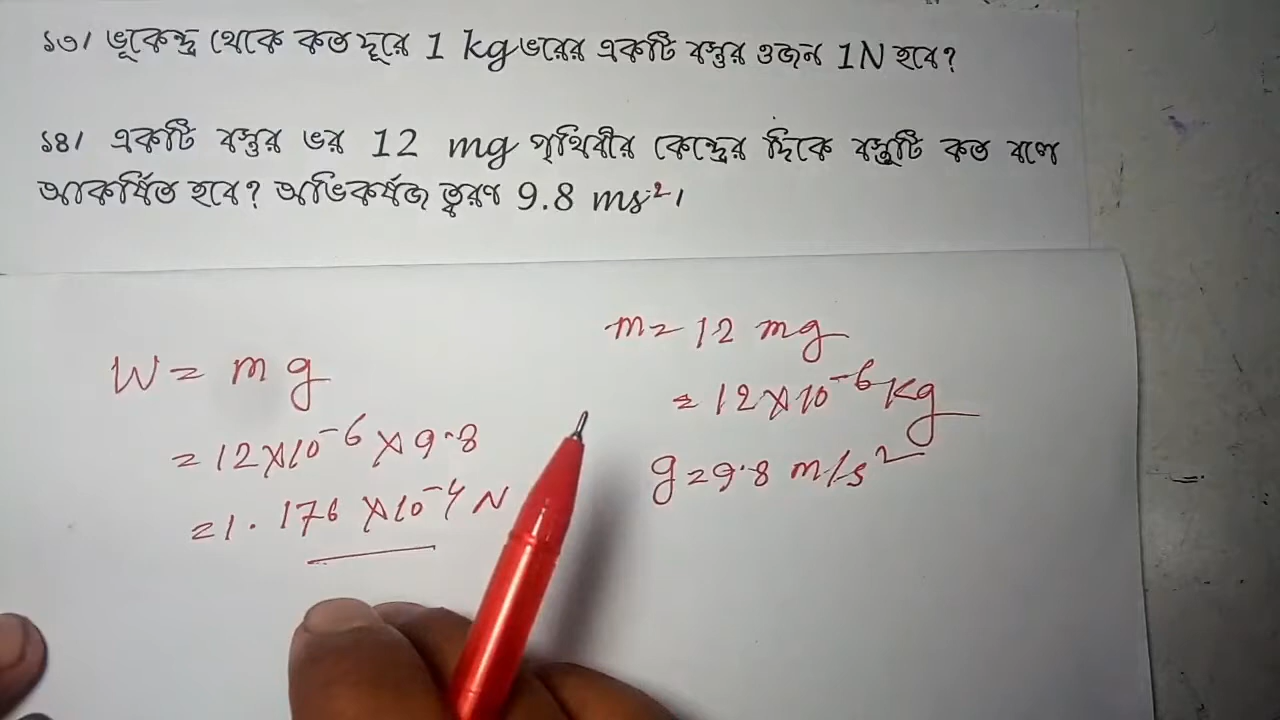 ১৩। ভূকেন্দ্র থেকে কত দূরে 1 kg ভরের একটি বস্তুর ওজন 1N হবে?
১৪। একটি বস্তুর ভর 12 mg পৃথিবীর কেন্দ্রের দিকে বস্তুটি কত বলে
আকর্ষিত হবে? অভিকর্ষজ ত্বরণ 9.8 ms⁻²।
W = mg
= 12×10⁻⁶ × 9.8
= 1.176 ×10⁻⁴ N
m = 12 mg
= 12×10⁻⁶ Kg
g = 9.8 m/s²